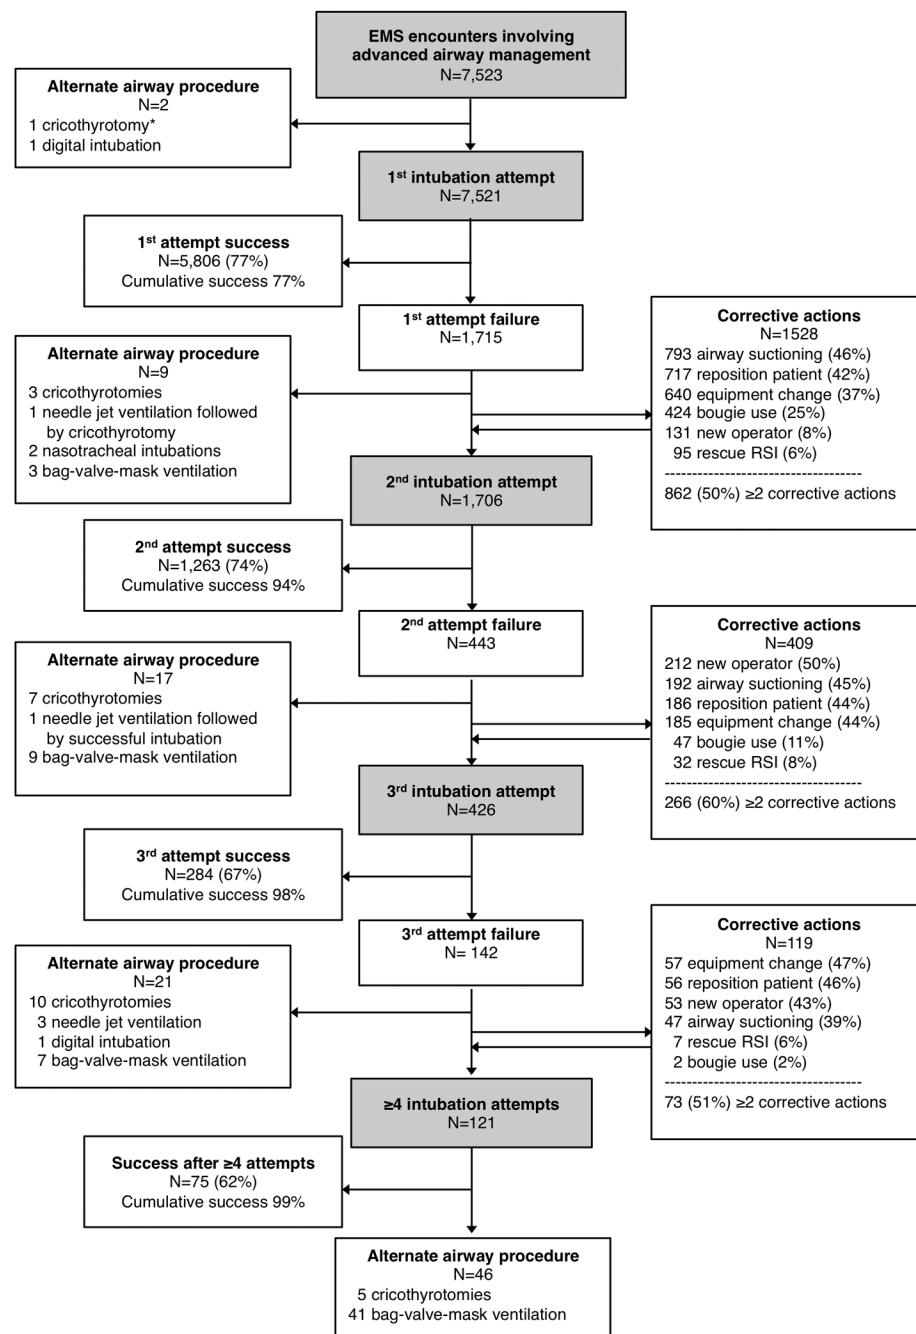 EMS encounters involving
advanced airway management
N=7,523
Alternate airway procedure
N=2
1 cricothyrotomy*
1 digital intubation
1st intubation attempt
N=7,521
1st attempt success
N=5,806 (77%)
Cumulative success 77%
1st attempt failure
N=1,715
Alternate airway procedure
N=9
3 cricothyrotomies
1 needle jet ventilation followed
by cricothyrotomy
2 nasotracheal intubations
3 bag-valve-mask ventilation
Corrective actions
N=1528
793 airway suctioning (46%)
717 reposition patient (42%)
640 equipment change (37%)
424 bougie use (25%)
131 new operator (8%)
95 rescue RSI (6%)
-------------------------------------
862 (50%) ≥2 corrective actions
2nd intubation attempt
N=1,706
2nd attempt success
N=1,263 (74%)
Cumulative success 94%
2nd attempt failure
N=443
Alternate airway procedure
N=17
7 cricothyrotomies
1 needle jet ventilation followed
by successful intubation
9 bag-valve-mask ventilation
Corrective actions
N=409
212 new operator (50%)
192 airway suctioning (45%)
186 reposition patient (44%)
185 equipment change (44%)
47 bougie use (11%)
32 rescue RSI (8%)
-------------------------------------
266 (60%) ≥2 corrective actions
3rd intubation attempt
N=426
3rd attempt success
N=284 (67%)
Cumulative success 98%
3rd attempt failure
N= 142
Alternate airway procedure
N=21
10 cricothyrotomies
3 needle jet ventilation
1 digital intubation
7 bag-valve-mask ventilation
Corrective actions
N=119
57 equipment change (47%)
56 reposition patient (46%)
53 new operator (43%)
47 airway suctioning (39%)
7 rescue RSI (6%)
2 bougie use (2%)
-------------------------------------
73 (51%) ≥2 corrective actions
≥4 intubation attempts
N=121
Success after ≥4 attempts
N=75 (62%)
Cumulative success 99%
Alternate airway procedure
N=46
5 cricothyrotomies
41 bag-valve-mask ventilation